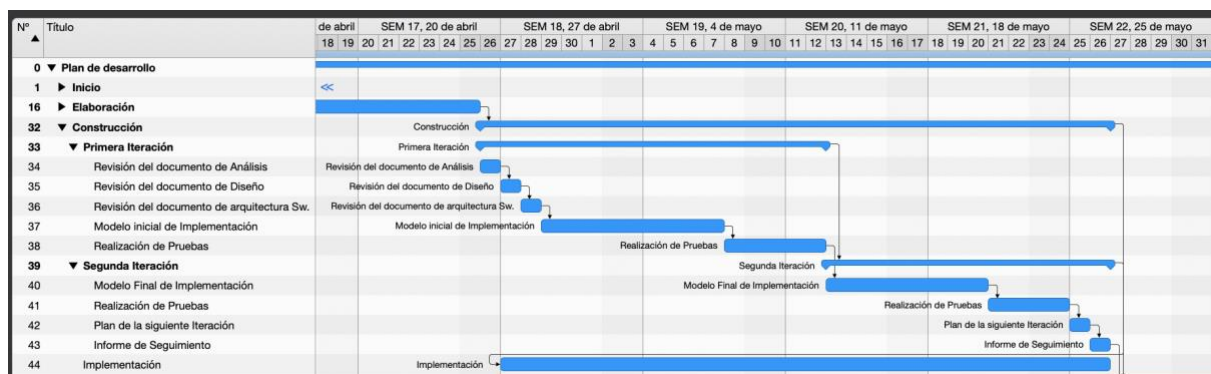 Nº Título de abril SEM 17, 20 de abril SEM 18, 27 de abril SEM 19, 4 de mayo SEM 20, 11 de mayo SEM 21, 18 de mayo SEM 22, 25 de mayo
18 19 20 21 22 23 24 25 26 27 28 29 30 1 2 3 4 5 6 7 8 9 10 11 12 13 14 15 16 17 18 19 20 21 22 23 24 25 26 27 28 29 30 31
0 ▼ Plan de desarrollo
1 ▶ Inicio <<
16 ▶ Elaboración
32 ▼ Construcción Construcción
33 ▼ Primera Iteración Primera Iteración
34 Revisión del documento de Análisis Revisión del documento de Análisis
35 Revisión del documento de Diseño Revisión del documento de Diseño
36 Revisión del documento de arquitectura Sw. Revisión del documento de arquitectura Sw.
37 Modelo inicial de Implementación Modelo inicial de Implementación
38 Realización de Pruebas Realización de Pruebas
39 ▼ Segunda Iteración Segunda Iteración
40 Modelo Final de Implementación Modelo Final de Implementación
41 Realización de Pruebas Realización de Pruebas
42 Plan de la siguiente Iteración Plan de la siguiente Iteración
43 Informe de Seguimiento Informe de Seguimiento
44 Implementación Implementación